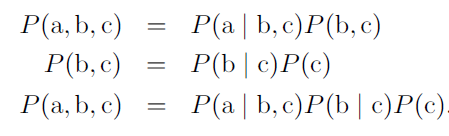 P(a, b, c) = P(a | b, c)P(b, c)
P(b, c) = P(b | c)P(c)
P(a, b, c) = P(a | b, c)P(b | c)P(c).